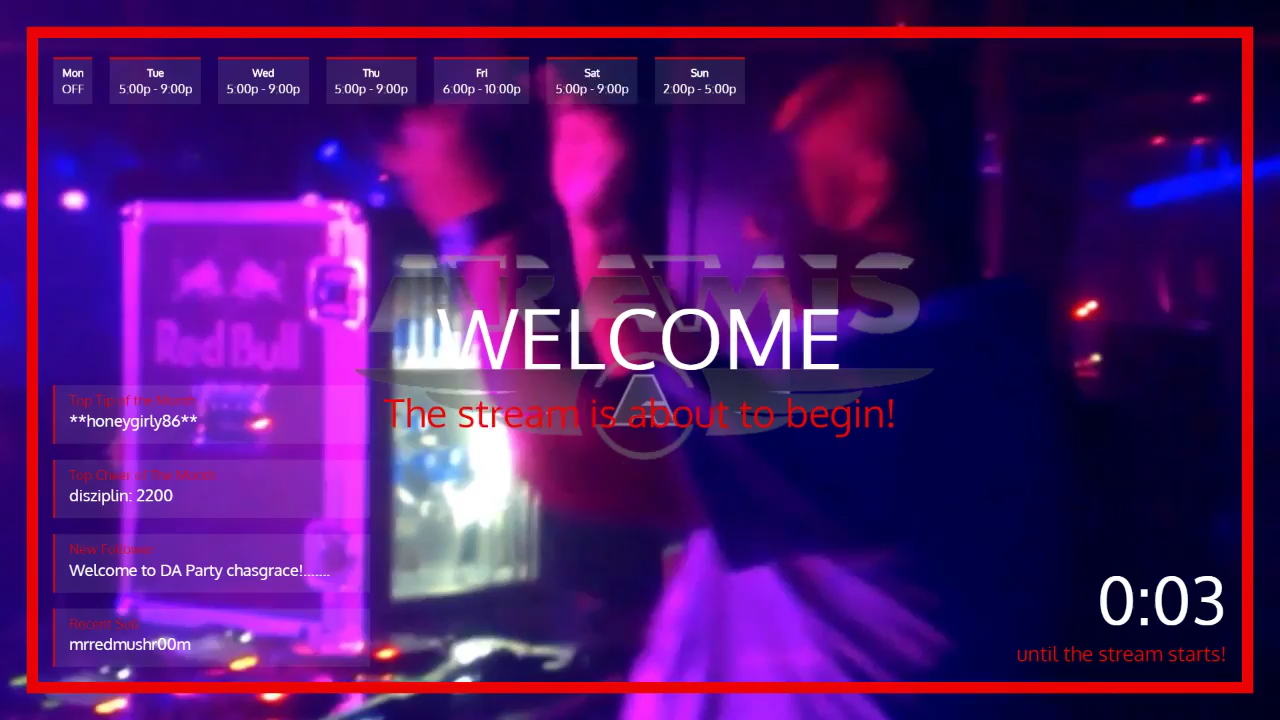 Mon
OFF
Tue
5:00p - 9:00p
Wed
5:00p - 9:00p
Thu
5:00p - 9:00p
Fri
6:00p - 10:00p
Sat
5:00p - 9:00p
Sun
2:00p - 5:00p
ARAMIS
WELCOME
The stream is about to begin!
Red Bull
Top Tip of the Month
**honeygirly86**
Top Cheer of the Month
disziplin: 2200
New Follower
Welcome to DA Party chasgrace!.......
Recent Sub
mrredmushr00m
0:03
until the stream starts!